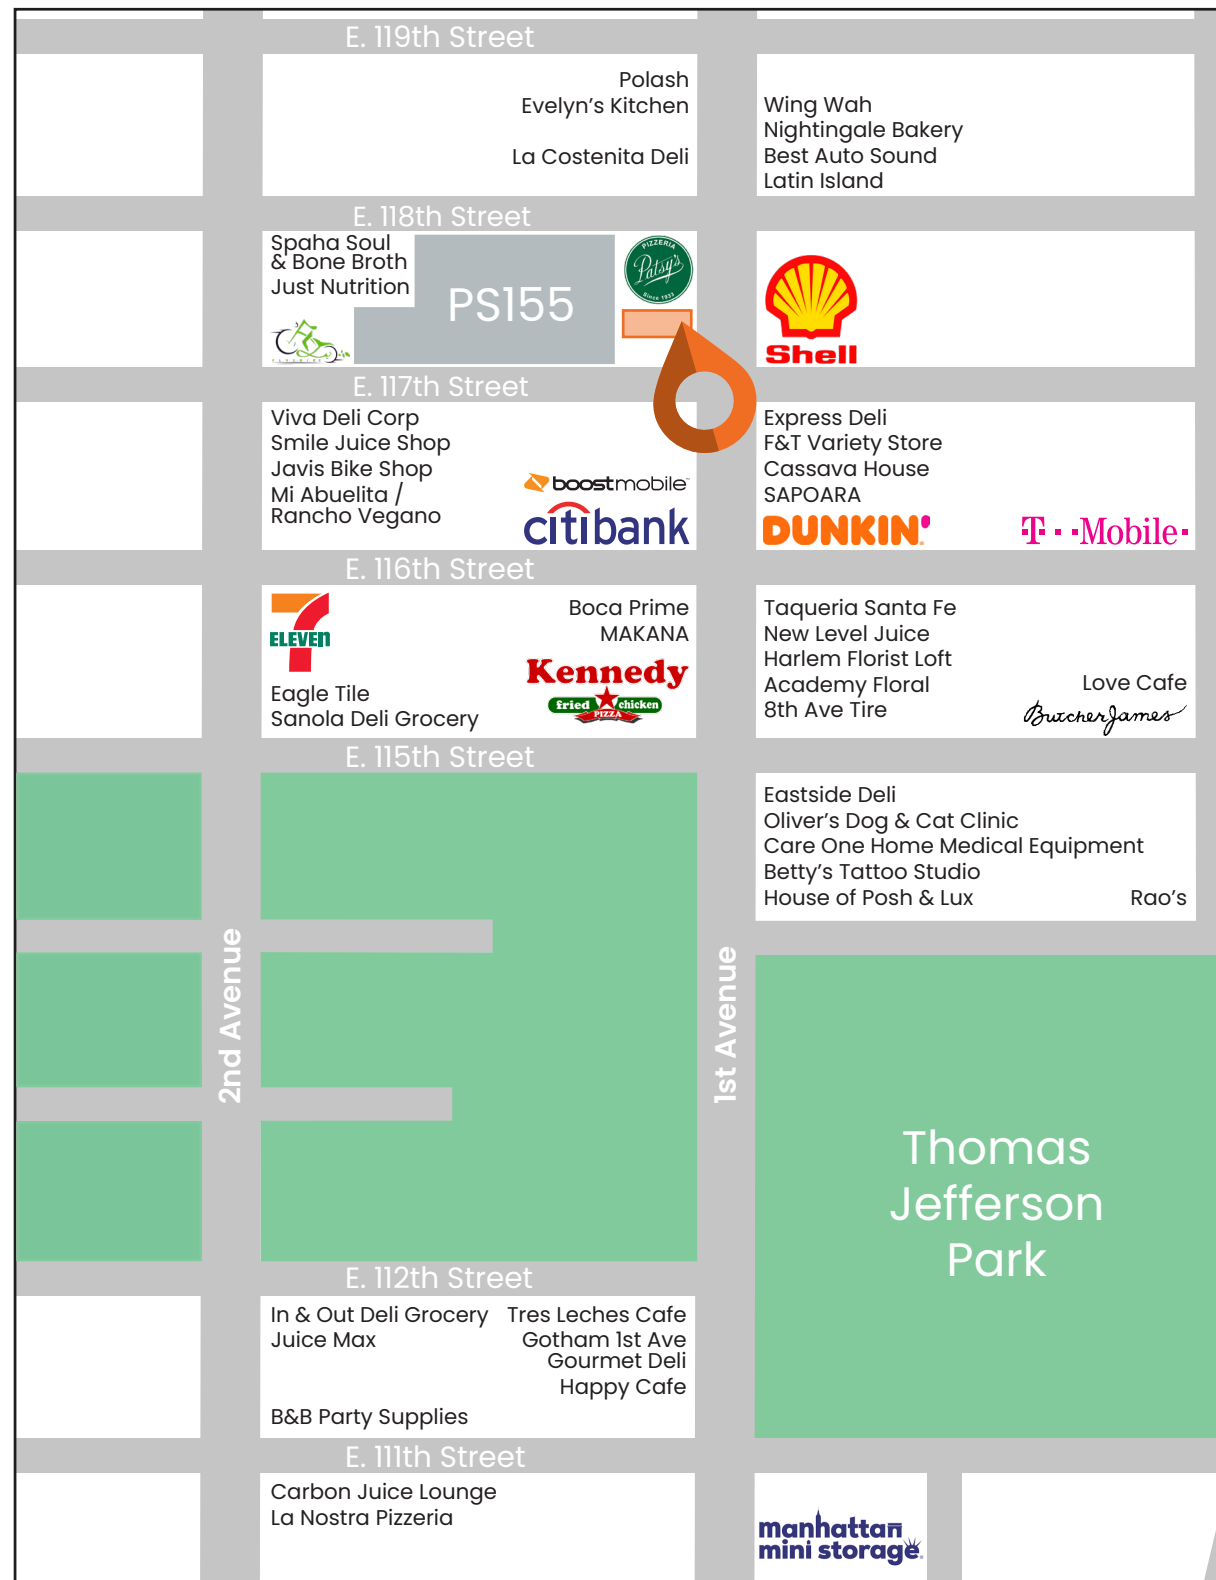 E. 119th Street
Polash
Evelyn's Kitchen
La Costenita Deli
Wing Wah
Nightingale Bakery
Best Auto Sound
Latin Island
E. 118th Street
Spaha Soul
& Bone Broth
Just Nutrition
PS155
PIZZERIA
Patsy's
Since 1933
Shell
E. 117th Street
Viva Deli Corp
Smile Juice Shop
Javis Bike Shop
Mi Abuelita /
Rancho Vegano
boostmobile
citibank
Express Deli
F&T Variety Store
Cassava House
SAPOARA
DUNKIN'
T-Mobile
E. 116th Street
7
ELEVEn
Eagle Tile
Sanola Deli Grocery
Boca Prime
MAKANA
Kennedy
fried chicken
PIZZA
Taqueria Santa Fe
New Level Juice
Harlem Florist Loft
Academy Floral
8th Ave Tire
Love Cafe
ButcherJames
E. 115th Street
Eastside Deli
Oliver's Dog & Cat Clinic
Care One Home Medical Equipment
Betty's Tattoo Studio
House of Posh & Lux
Rao's
2nd Avenue
1st Avenue
Thomas
Jefferson
Park
E. 112th Street
In & Out Deli Grocery
Juice Max
B&B Party Supplies
Tres Leches Cafe
Gotham 1st Ave
Gourmet Deli
Happy Cafe
E. 111th Street
Carbon Juice Lounge
La Nostra Pizzeria
manhattan
mini storage